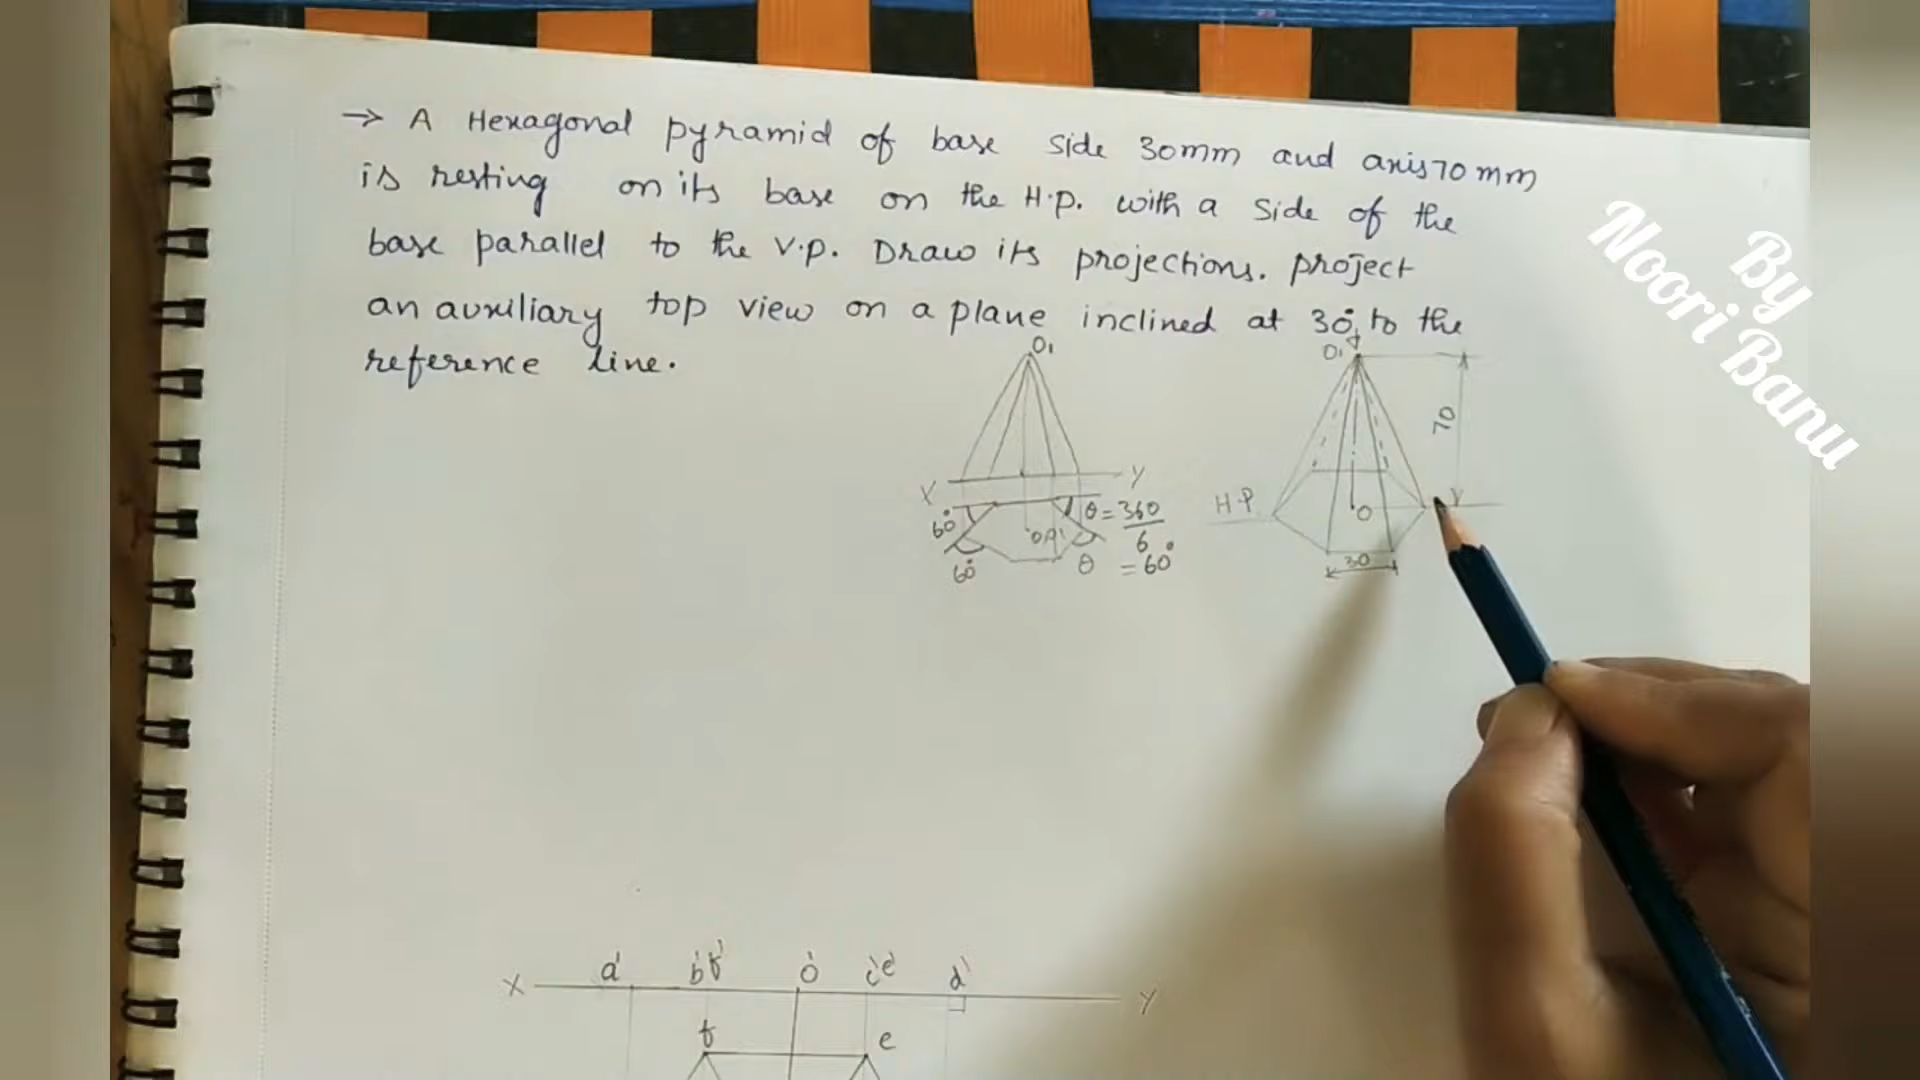 → A Hexagonal pyramid of base side 30mm and axis 70 mm
is resting on its base on the H.P. with a side of the
base parallel to the V.P. Draw its projections. project
an auxiliary top view on a plane inclined at 30° to the
reference line.
By
Noori Banu
O₁
O₁
70
X
Y
H.P
60°
θ = 360
6
O
θ
= 60°
60°
30
X
a'
b'f'
o'
c'e'
d'
Y
f
e